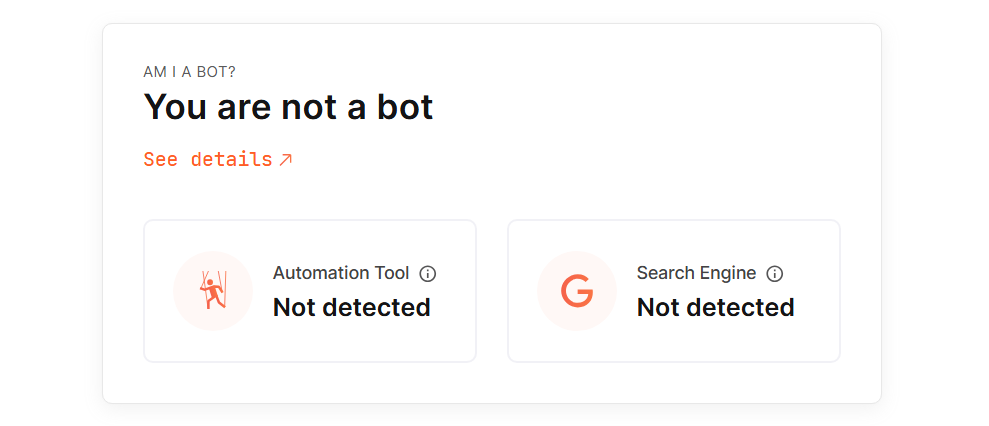 AM I A BOT?
You are not a bot
See details
Automation Tool
Not detected
Search Engine
Not detected